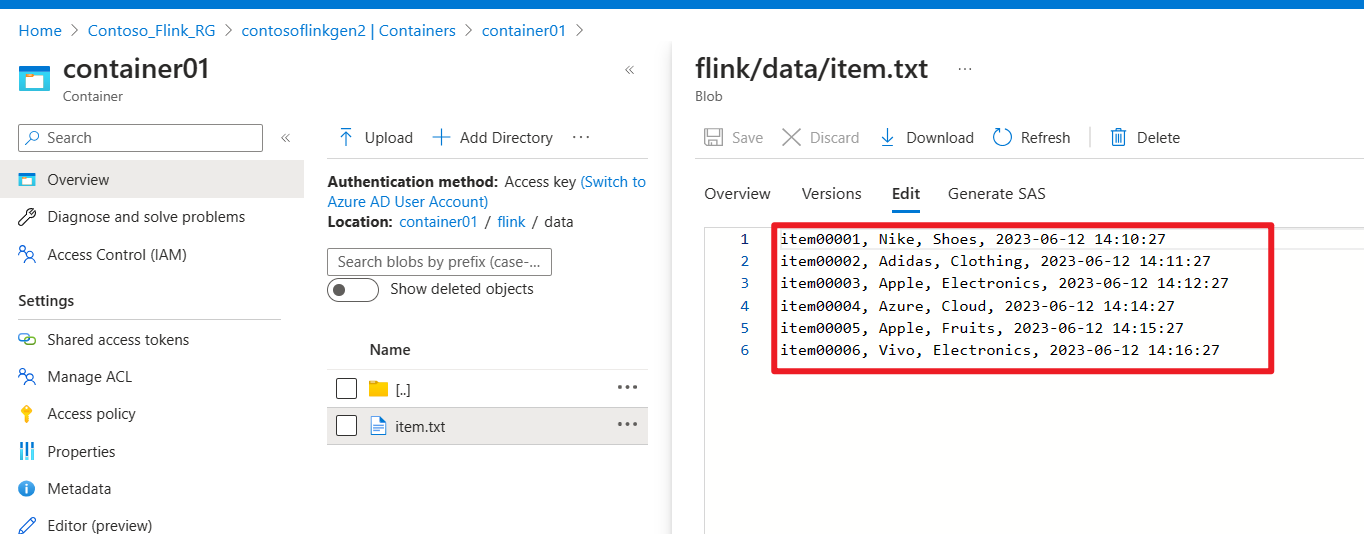 Home > Contoso_Flink_RG > contosoflinkgen2 | Containers > container01 >
container01
Container
«
Search
«
Overview
Diagnose and solve problems
Access Control (IAM)
Settings
Shared access tokens
Manage ACL
Access policy
Properties
Metadata
Editor (preview)
Upload
Add Directory
...
Authentication method: Access key (Switch to
Azure AD User Account)
Location: container01 / flink / data
Search blobs by prefix (case-...
Show deleted objects
Name
[..]
...
item.txt
...
flink/data/item.txt
...
Blob
Save
Discard
Download
Refresh
Delete
Overview
Versions
Edit
Generate SAS
1 item00001, Nike, Shoes, 2023-06-12 14:10:27
2 item00002, Adidas, Clothing, 2023-06-12 14:11:27
3 item00003, Apple, Electronics, 2023-06-12 14:12:27
4 item00004, Azure, Cloud, 2023-06-12 14:14:27
5 item00005, Apple, Fruits, 2023-06-12 14:15:27
6 item00006, Vivo, Electronics, 2023-06-12 14:16:27